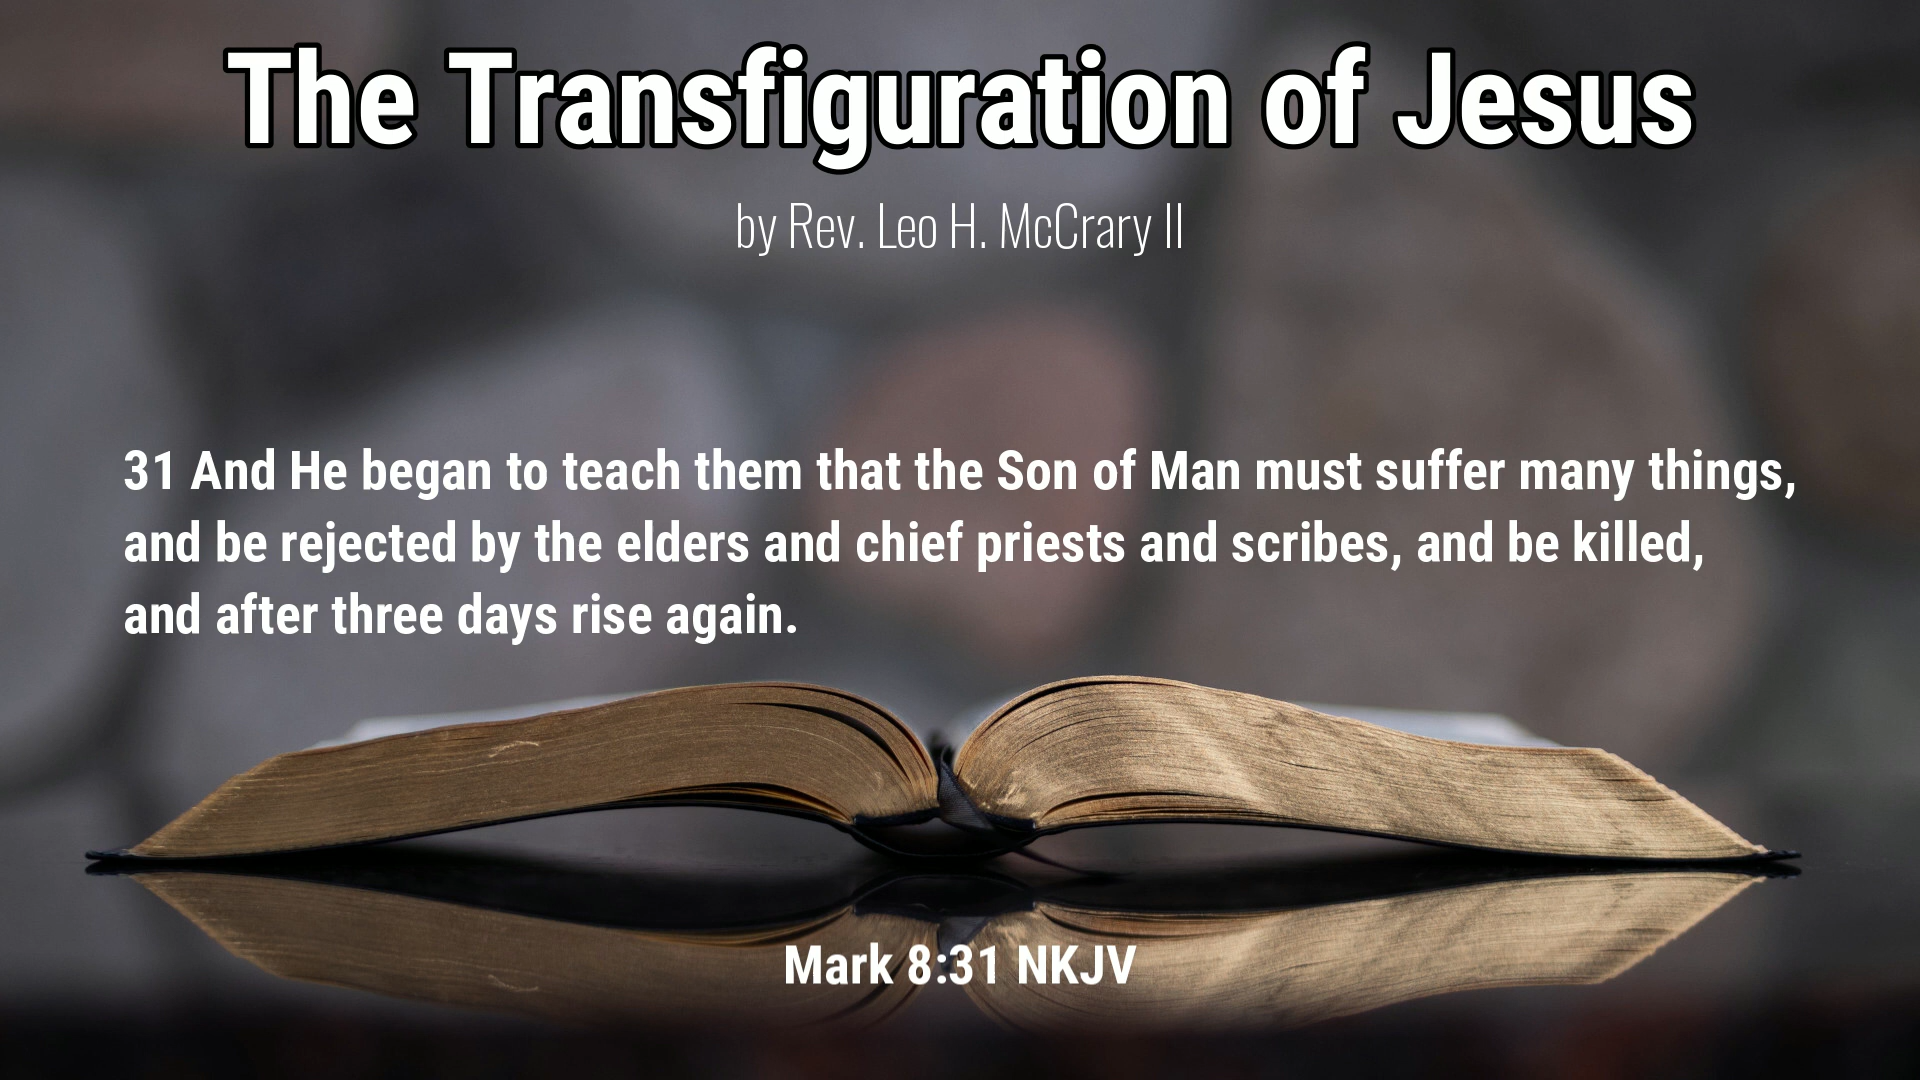 The Transfiguration of Jesus
by Rev. Leo H. McCrary II
31 And He began to teach them that the Son of Man must suffer many things,
and be rejected by the elders and chief priests and scribes, and be killed,
and after three days rise again.
Mark 8:31 NKJV